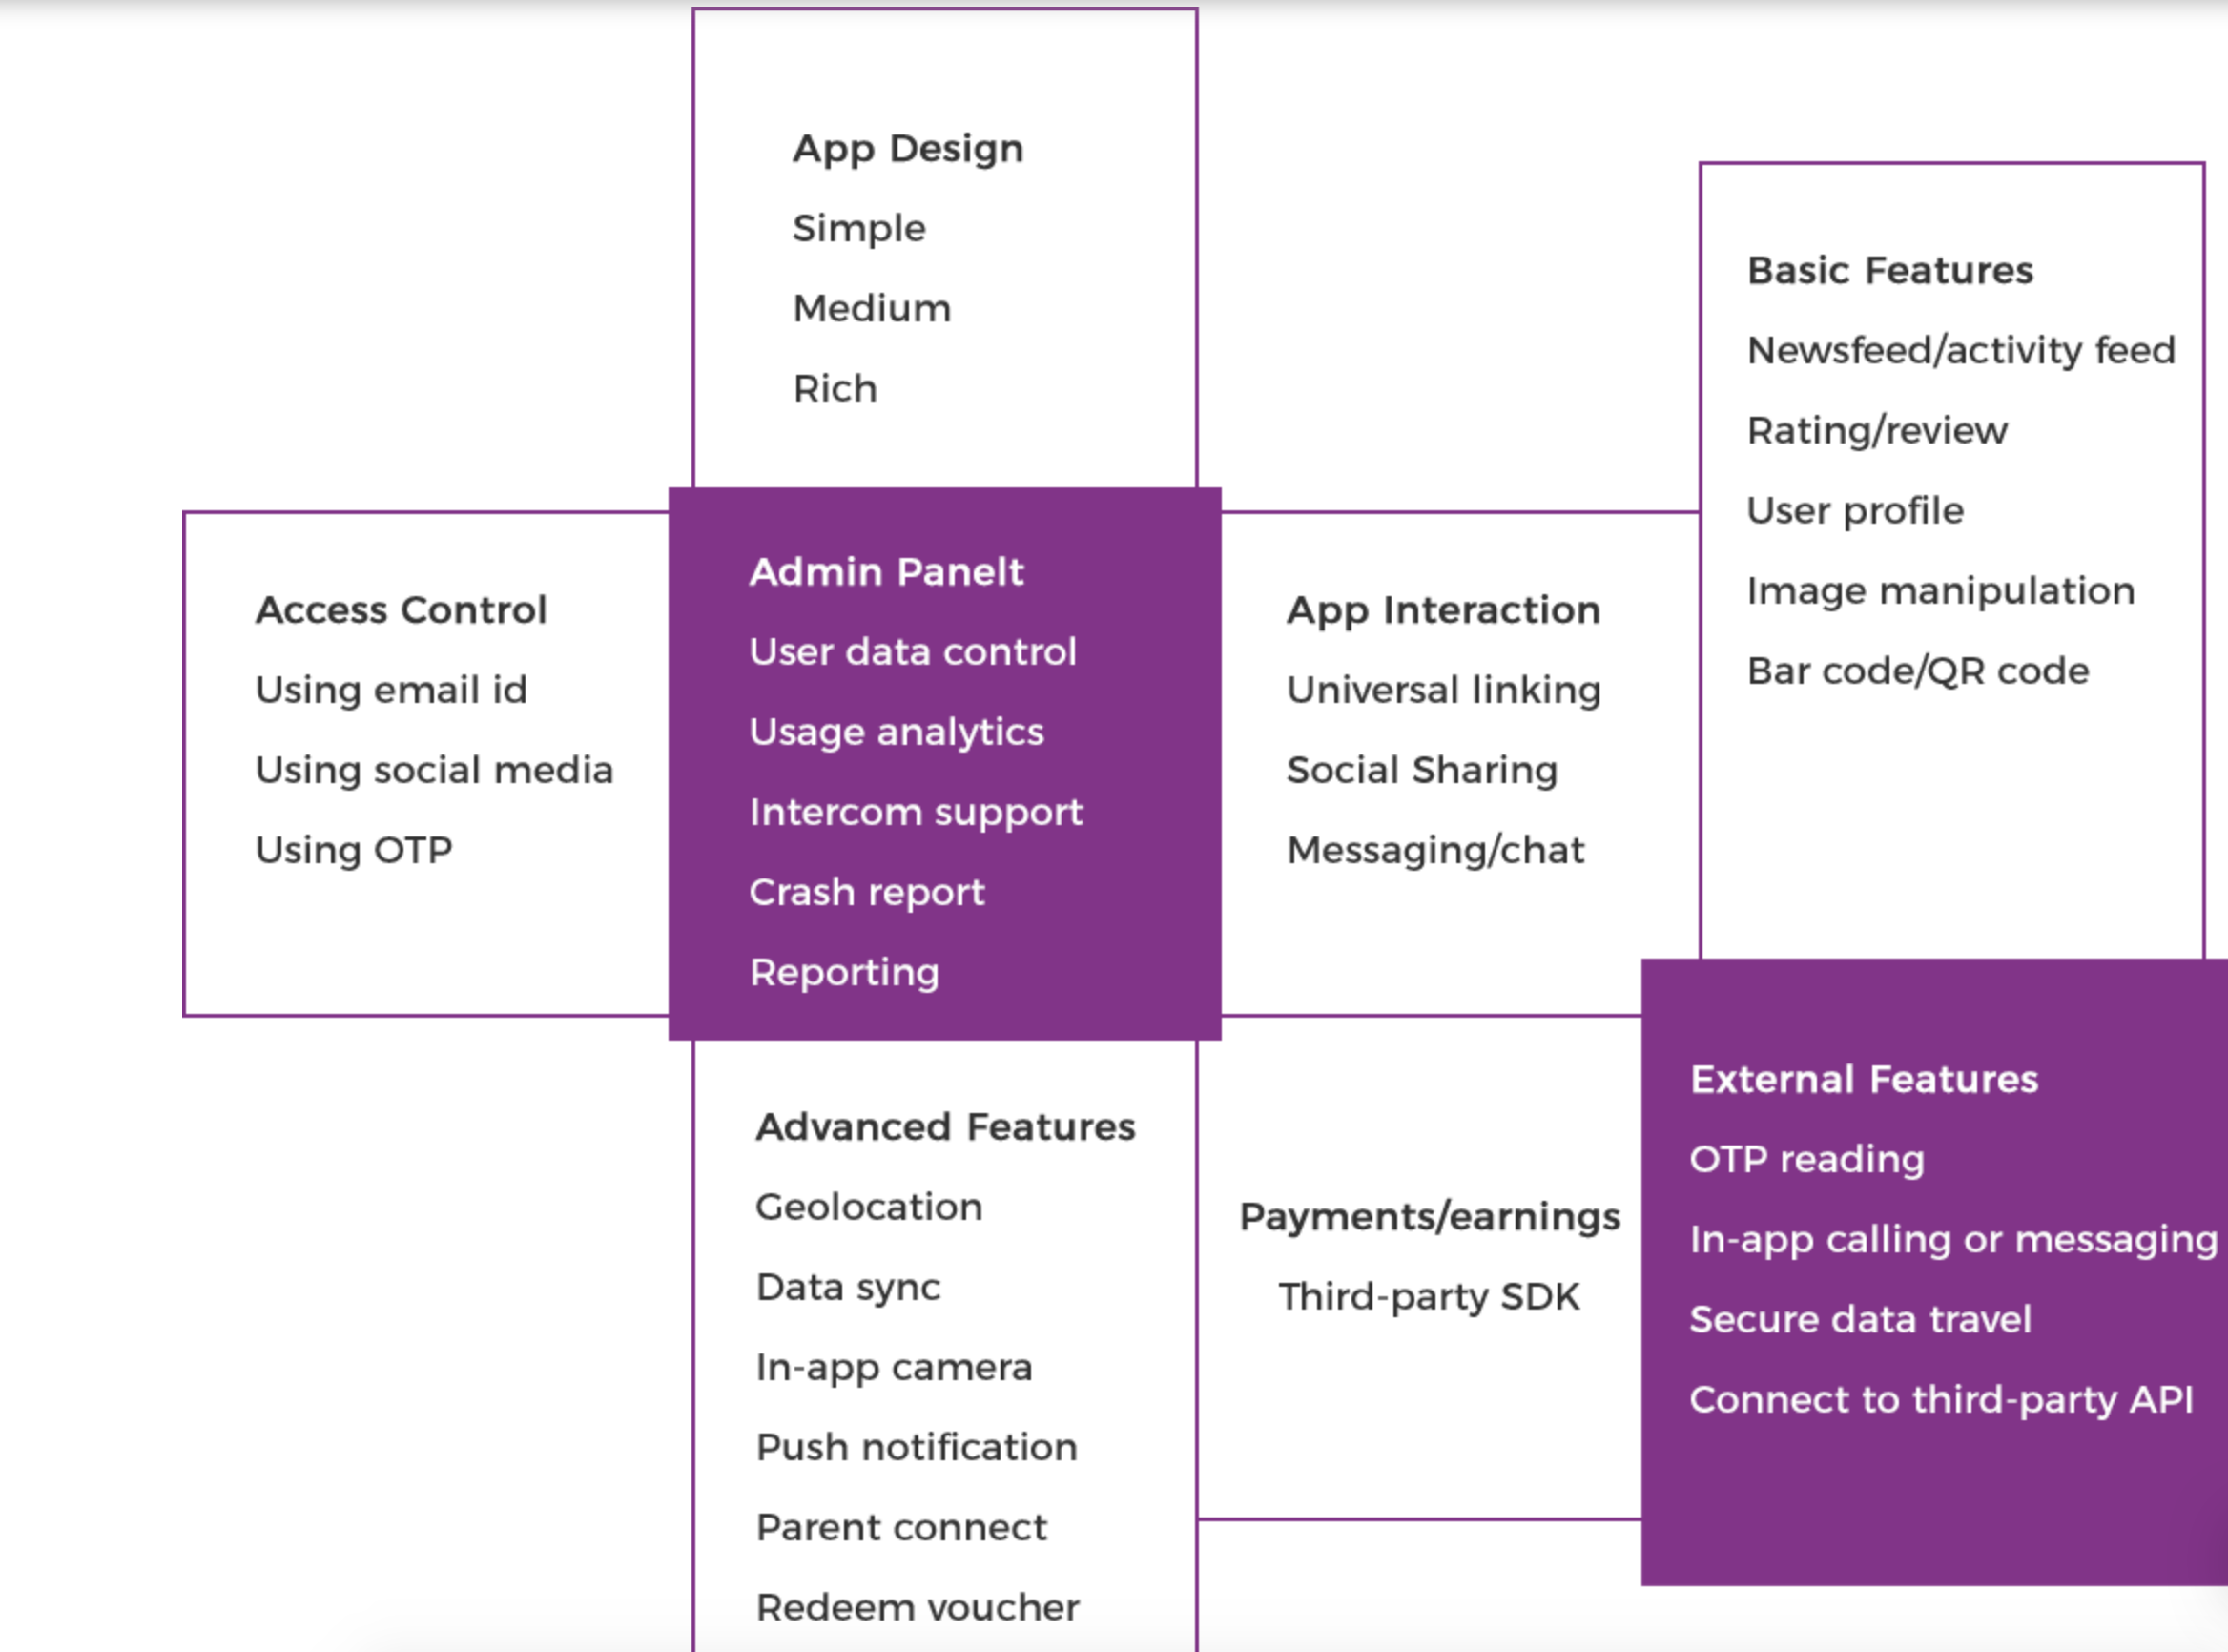 App Design
Simple
Medium
Rich
Basic Features
Newsfeed/activity feed
Rating/review
User profile
Image manipulation
Bar code/QR code
Access Control
Using email id
Using social media
Using OTP
Admin Panelt
User data control
Usage analytics
Intercom support
Crash report
Reporting
App Interaction
Universal linking
Social Sharing
Messaging/chat
Advanced Features
Geolocation
Data sync
In-app camera
Push notification
Parent connect
Redeem voucher
Payments/earnings
Third-party SDK
External Features
OTP reading
In-app calling or messaging
Secure data travel
Connect to third-party API